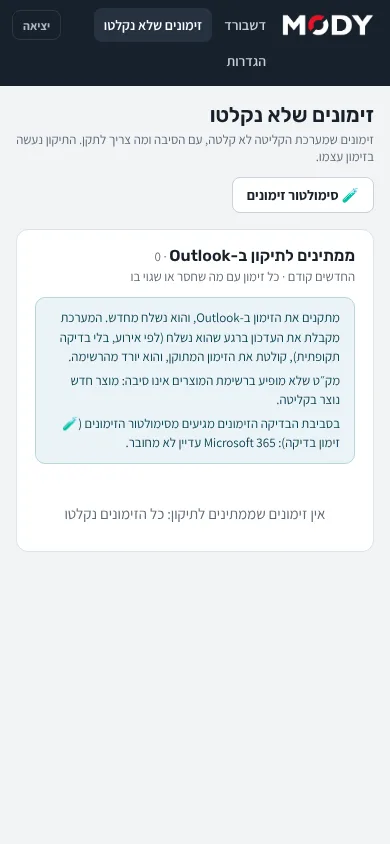 MODY
דשבורד
זימונים שלא נקלטו
יציאה
הגדרות
זימונים שלא נקלטו
זימונים שמערכת הקליטה לא קלטה, עם הסיבה ומה צריך לתקן. התיקון נעשה
בזימון עצמו.
🧪 סימולטור זימונים
ממתינים לתיקון ב-Outlook · 0
החדשים קודם · כל זימון עם מה שחסר או שגוי בו
מתקנים את הזימון ב-Outlook, והוא נשלח מחדש. המערכת
מקבלת את העדכון ברגע שהוא נשלח (לפי אירוע, בלי בדיקה
תקופתית), קולטת את הזימון המתוקן, והוא יורד מהרשימה.
מק״ט שלא מופיע ברשימת המוצרים אינו סיבה: מוצר חדש
נוצר בקליטה.
בסביבת הבדיקה הזימונים מגיעים מסימולטור הזימונים (🧪
זימון בדיקה): Microsoft 365 עדיין לא מחובר.
אין זימונים שממתינים לתיקון: כל הזימונים נקלטו